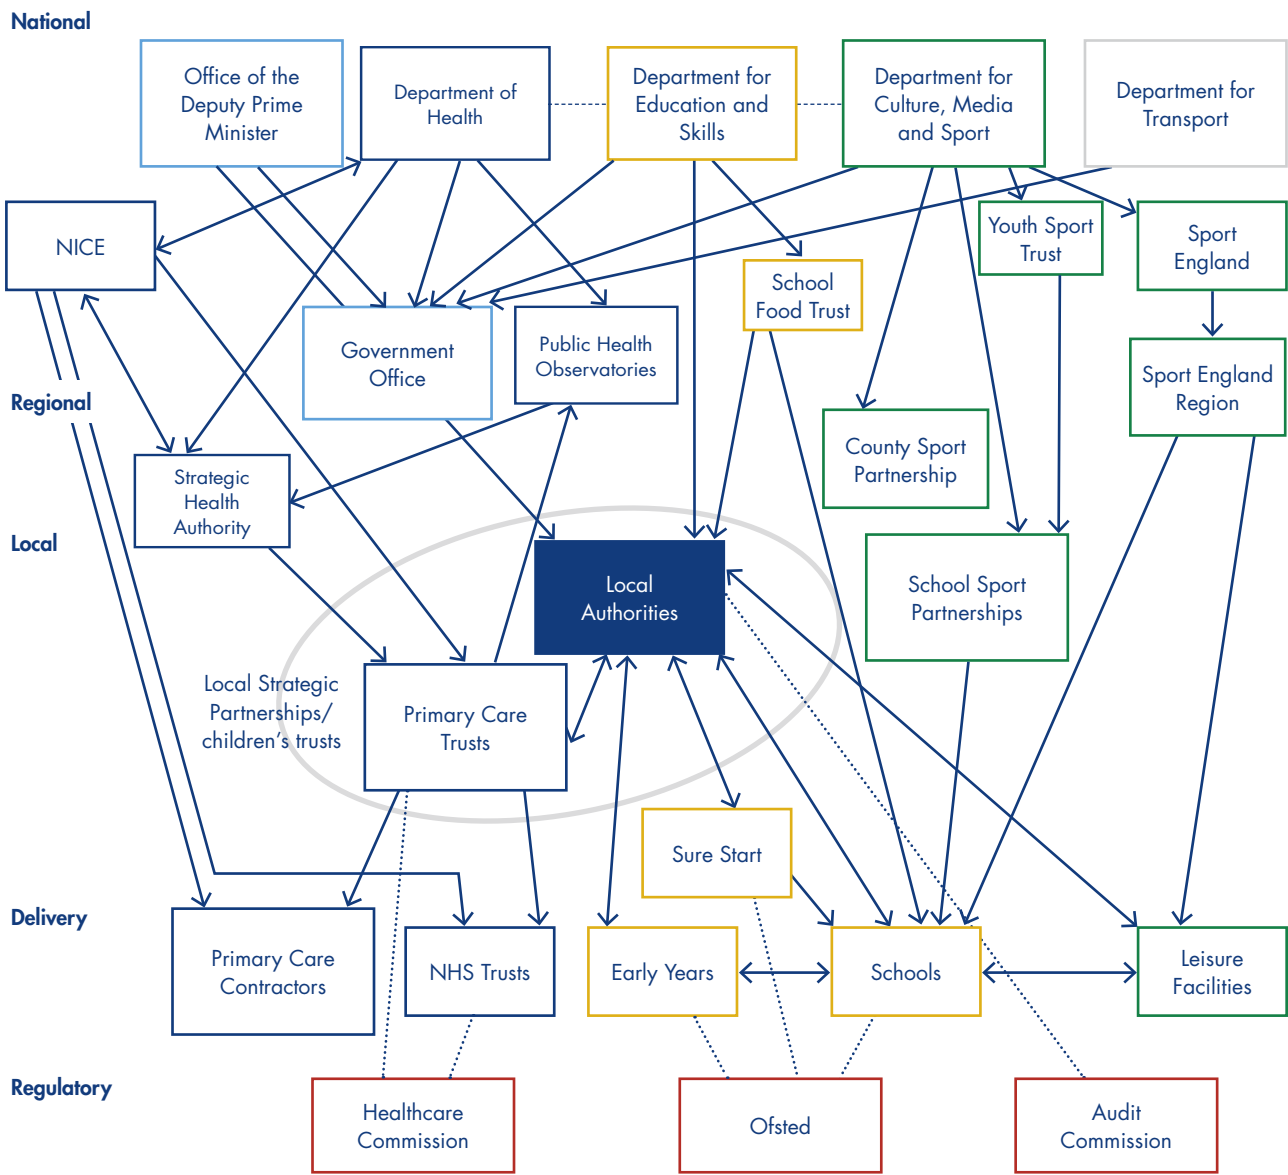 National
Office of the
Deputy Prime
Minister
Department of
Health
Department for
Education and
Skills
Department for
Culture, Media
and Sport
Department for
Transport
NICE
Youth Sport
Trust
Sport
England
School
Food Trust
Government
Office
Public Health
Observatories
Sport England
Region
Regional
County Sport
Partnership
Strategic
Health
Authority
Local
Local
Authorities
School Sport
Partnerships
Local Strategic
Partnerships/
children's trusts
Primary Care
Trusts
Sure Start
Delivery
Primary Care
Contractors
NHS Trusts
Early Years
Schools
Leisure
Facilities
Regulatory
Healthcare
Commission
Ofsted
Audit
Commission